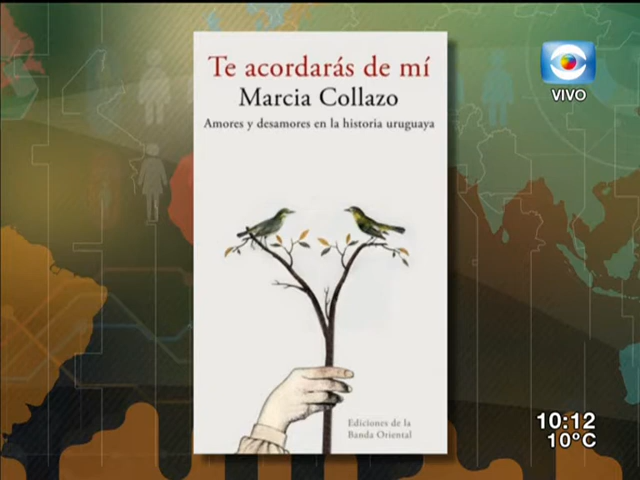 Te acordarás de mí
Marcia Collazo
Amores y desamores en la historia uruguaya
Ediciones de la
Banda Oriental
VIVO
10:12
10°C